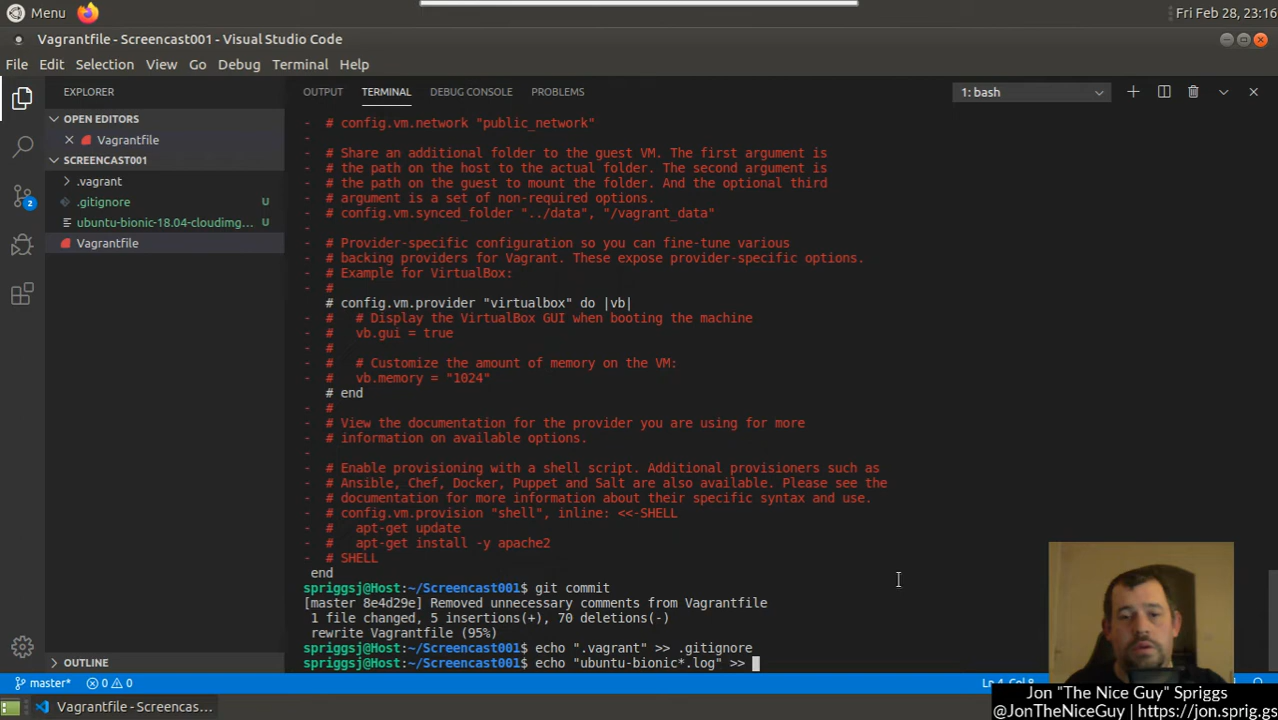 Menu
Fri Feb 28, 23:16
Vagrantfile - Screencast001 - Visual Studio Code
File Edit Selection View Go Debug Terminal Help
EXPLORER
OUTPUT TERMINAL DEBUG CONSOLE PROBLEMS
1: bash
OPEN EDITORS
Vagrantfile
SCREENCAST001
.vagrant
.gitignore U
ubuntu-bionic-18.04-cloudimg... U
Vagrantfile
2
- # config.vm.network "public_network"
-
- # Share an additional folder to the guest VM. The first argument is
- # the path on the host to the actual folder. The second argument is
- # the path on the guest to mount the folder. And the optional third
- # argument is a set of non-required options.
- # config.vm.synced_folder "../data", "/vagrant_data"
-
- # Provider-specific configuration so you can fine-tune various
- # backing providers for Vagrant. These expose provider-specific options.
- # Example for VirtualBox:
- #
# config.vm.provider "virtualbox" do |vb|
- # # Display the VirtualBox GUI when booting the machine
- # vb.gui = true
- #
- # # Customize the amount of memory on the VM:
- # vb.memory = "1024"
# end
- #
- # View the documentation for the provider you are using for more
- # information on available options.
-
- # Enable provisioning with a shell script. Additional provisioners such as
- # Ansible, Chef, Docker, Puppet and Salt are also available. Please see the
- # documentation for more information about their specific syntax and use.
- # config.vm.provision "shell", inline: <<-SHELL
- # apt-get update
- # apt-get install -y apache2
- # SHELL
end
spriggsj@Host:~/Screencast001$ git commit
[master 8e4d29e] Removed unnecessary comments from Vagrantfile
1 file changed, 5 insertions(+), 70 deletions(-)
rewrite Vagrantfile (95%)
spriggsj@Host:~/Screencast001$ echo ".vagrant" >> .gitignore
spriggsj@Host:~/Screencast001$ echo "ubuntu-bionic*.log" >>
OUTLINE
master* 0 0
Ln 4, Col 8
Vagrantfile - Screencas...
Jon "The Nice Guy" Spriggs
@JonTheNiceGuy | https://jon.sprig.gs